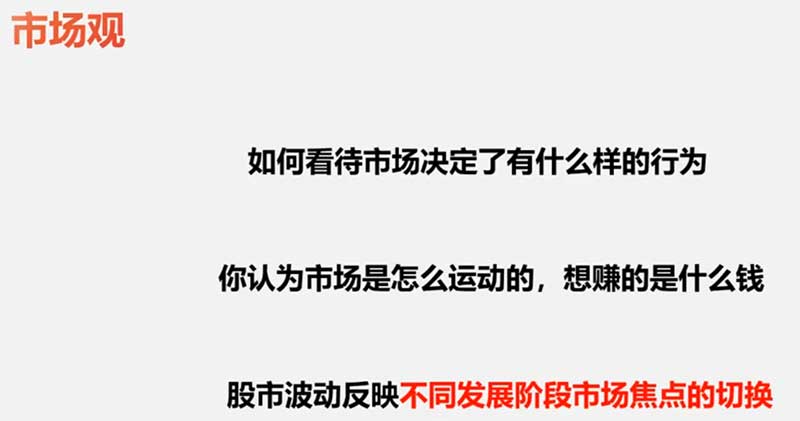 市场观
如何看待市场决定了有什么样的行为
你认为市场是怎么运动的，想赚的是什么钱
股市波动反映不同发展阶段市场焦点的切换